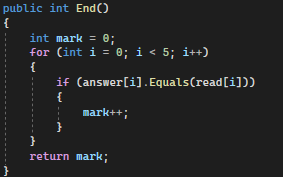 public int End()
{
    int mark = 0;
    for (int i = 0; i < 5; i++)
    {
        if (answer[i].Equals(read[i]))
        {
            mark++;
        }
    }
    return mark;
}